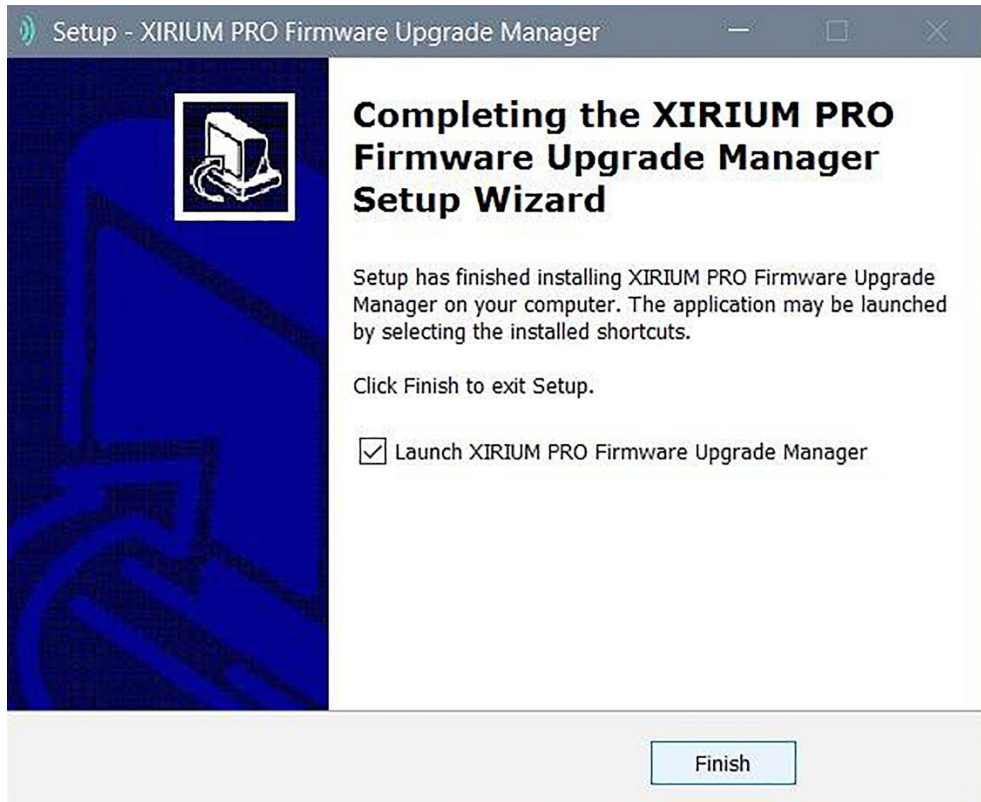 Setup - XIRIUM PRO Firmware Upgrade Manager
Completing the XIRIUM PRO
Firmware Upgrade Manager
Setup Wizard
Setup has finished installing XIRIUM PRO Firmware Upgrade
Manager on your computer. The application may be launched
by selecting the installed shortcuts.
Click Finish to exit Setup.
Launch XIRIUM PRO Firmware Upgrade Manager
Finish